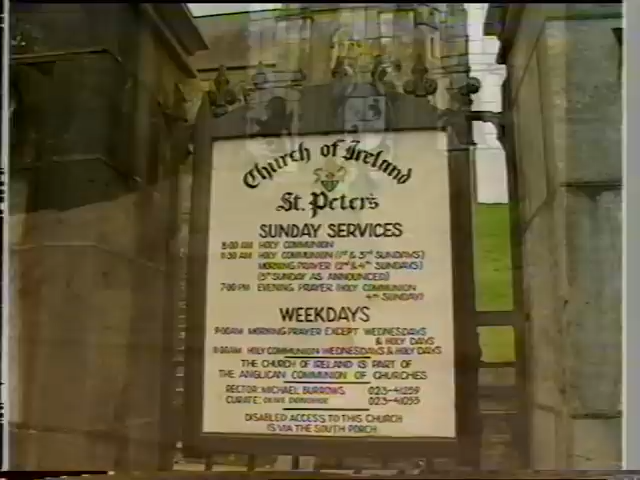 Church of Ireland
St. Peter's
SUNDAY SERVICES
8:00 AM HOLY COMMUNION
11:30 AM HOLY COMMUNION (1ST & 3RD SUNDAYS)
MORNING PRAYER (2ND & 4TH SUNDAYS)
(5TH SUNDAY AS ANNOUNCED)
7:00 PM EVENING PRAYER (HOLY COMMUNION
4TH SUNDAY)
WEEKDAYS
9:00AM MORNING PRAYER EXCEPT WEDNESDAYS
& HOLY DAYS
11:00AM HOLY COMMUNION WEDNESDAYS & HOLY DAYS
THE CHURCH OF IRELAND IS PART OF
THE ANGLICAN COMMUNION OF CHURCHES
RECTOR: MICHAEL BURROWS 023-41259
CURATE: 023-41055
DISABLED ACCESS TO THIS CHURCH
IS VIA THE SOUTH PORCH